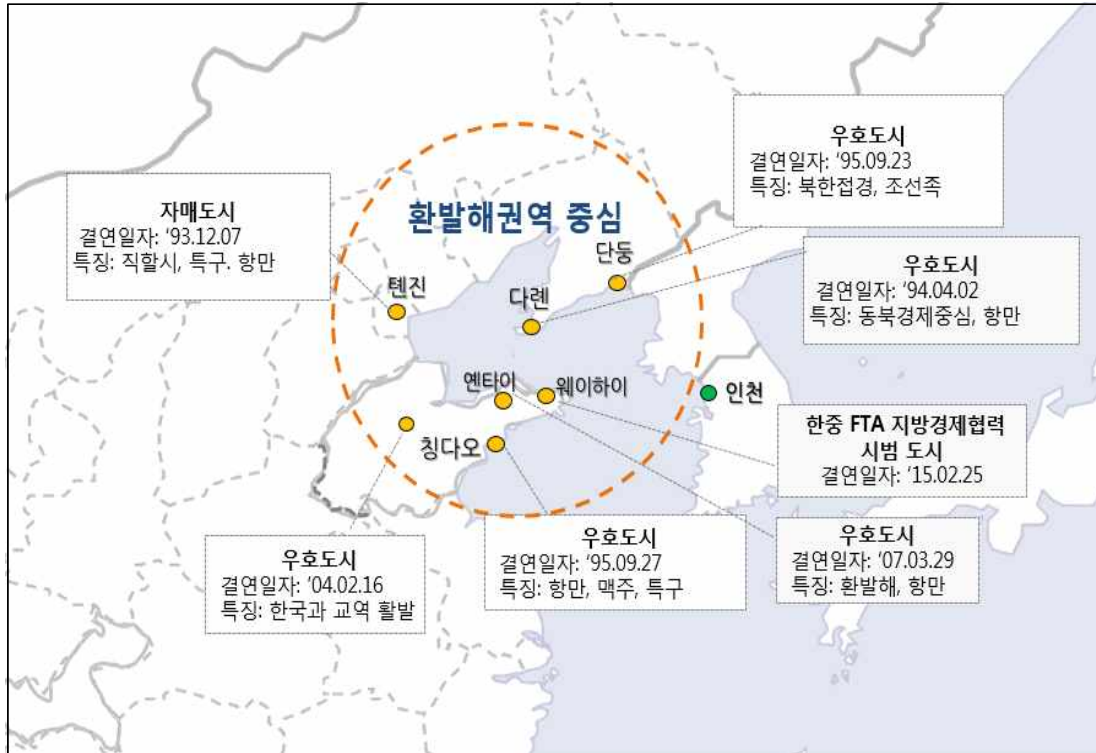 우호도시
결연일자: ‘95.09.23
특징: 북한접경, 조선족
자매도시
결연일자: ‘93.12.07
특징: 직할시, 특구. 항만
환발해권역 중심
단둥
우호도시
결연일자: ‘94.04.02
특징: 동북경제중심, 항만
톈진
다롄
옌타이
웨이하이
인천
칭다오
한중 FTA 지방경제협력
시범 도시
결연일자: ‘15.02.25
우호도시
결연일자: ‘04.02.16
특징: 한국과 교역 활발
우호도시
결연일자: ‘95.09.27
특징: 항만, 맥주, 특구
우호도시
결연일자: ‘07.03.29
특징: 환발해, 항만